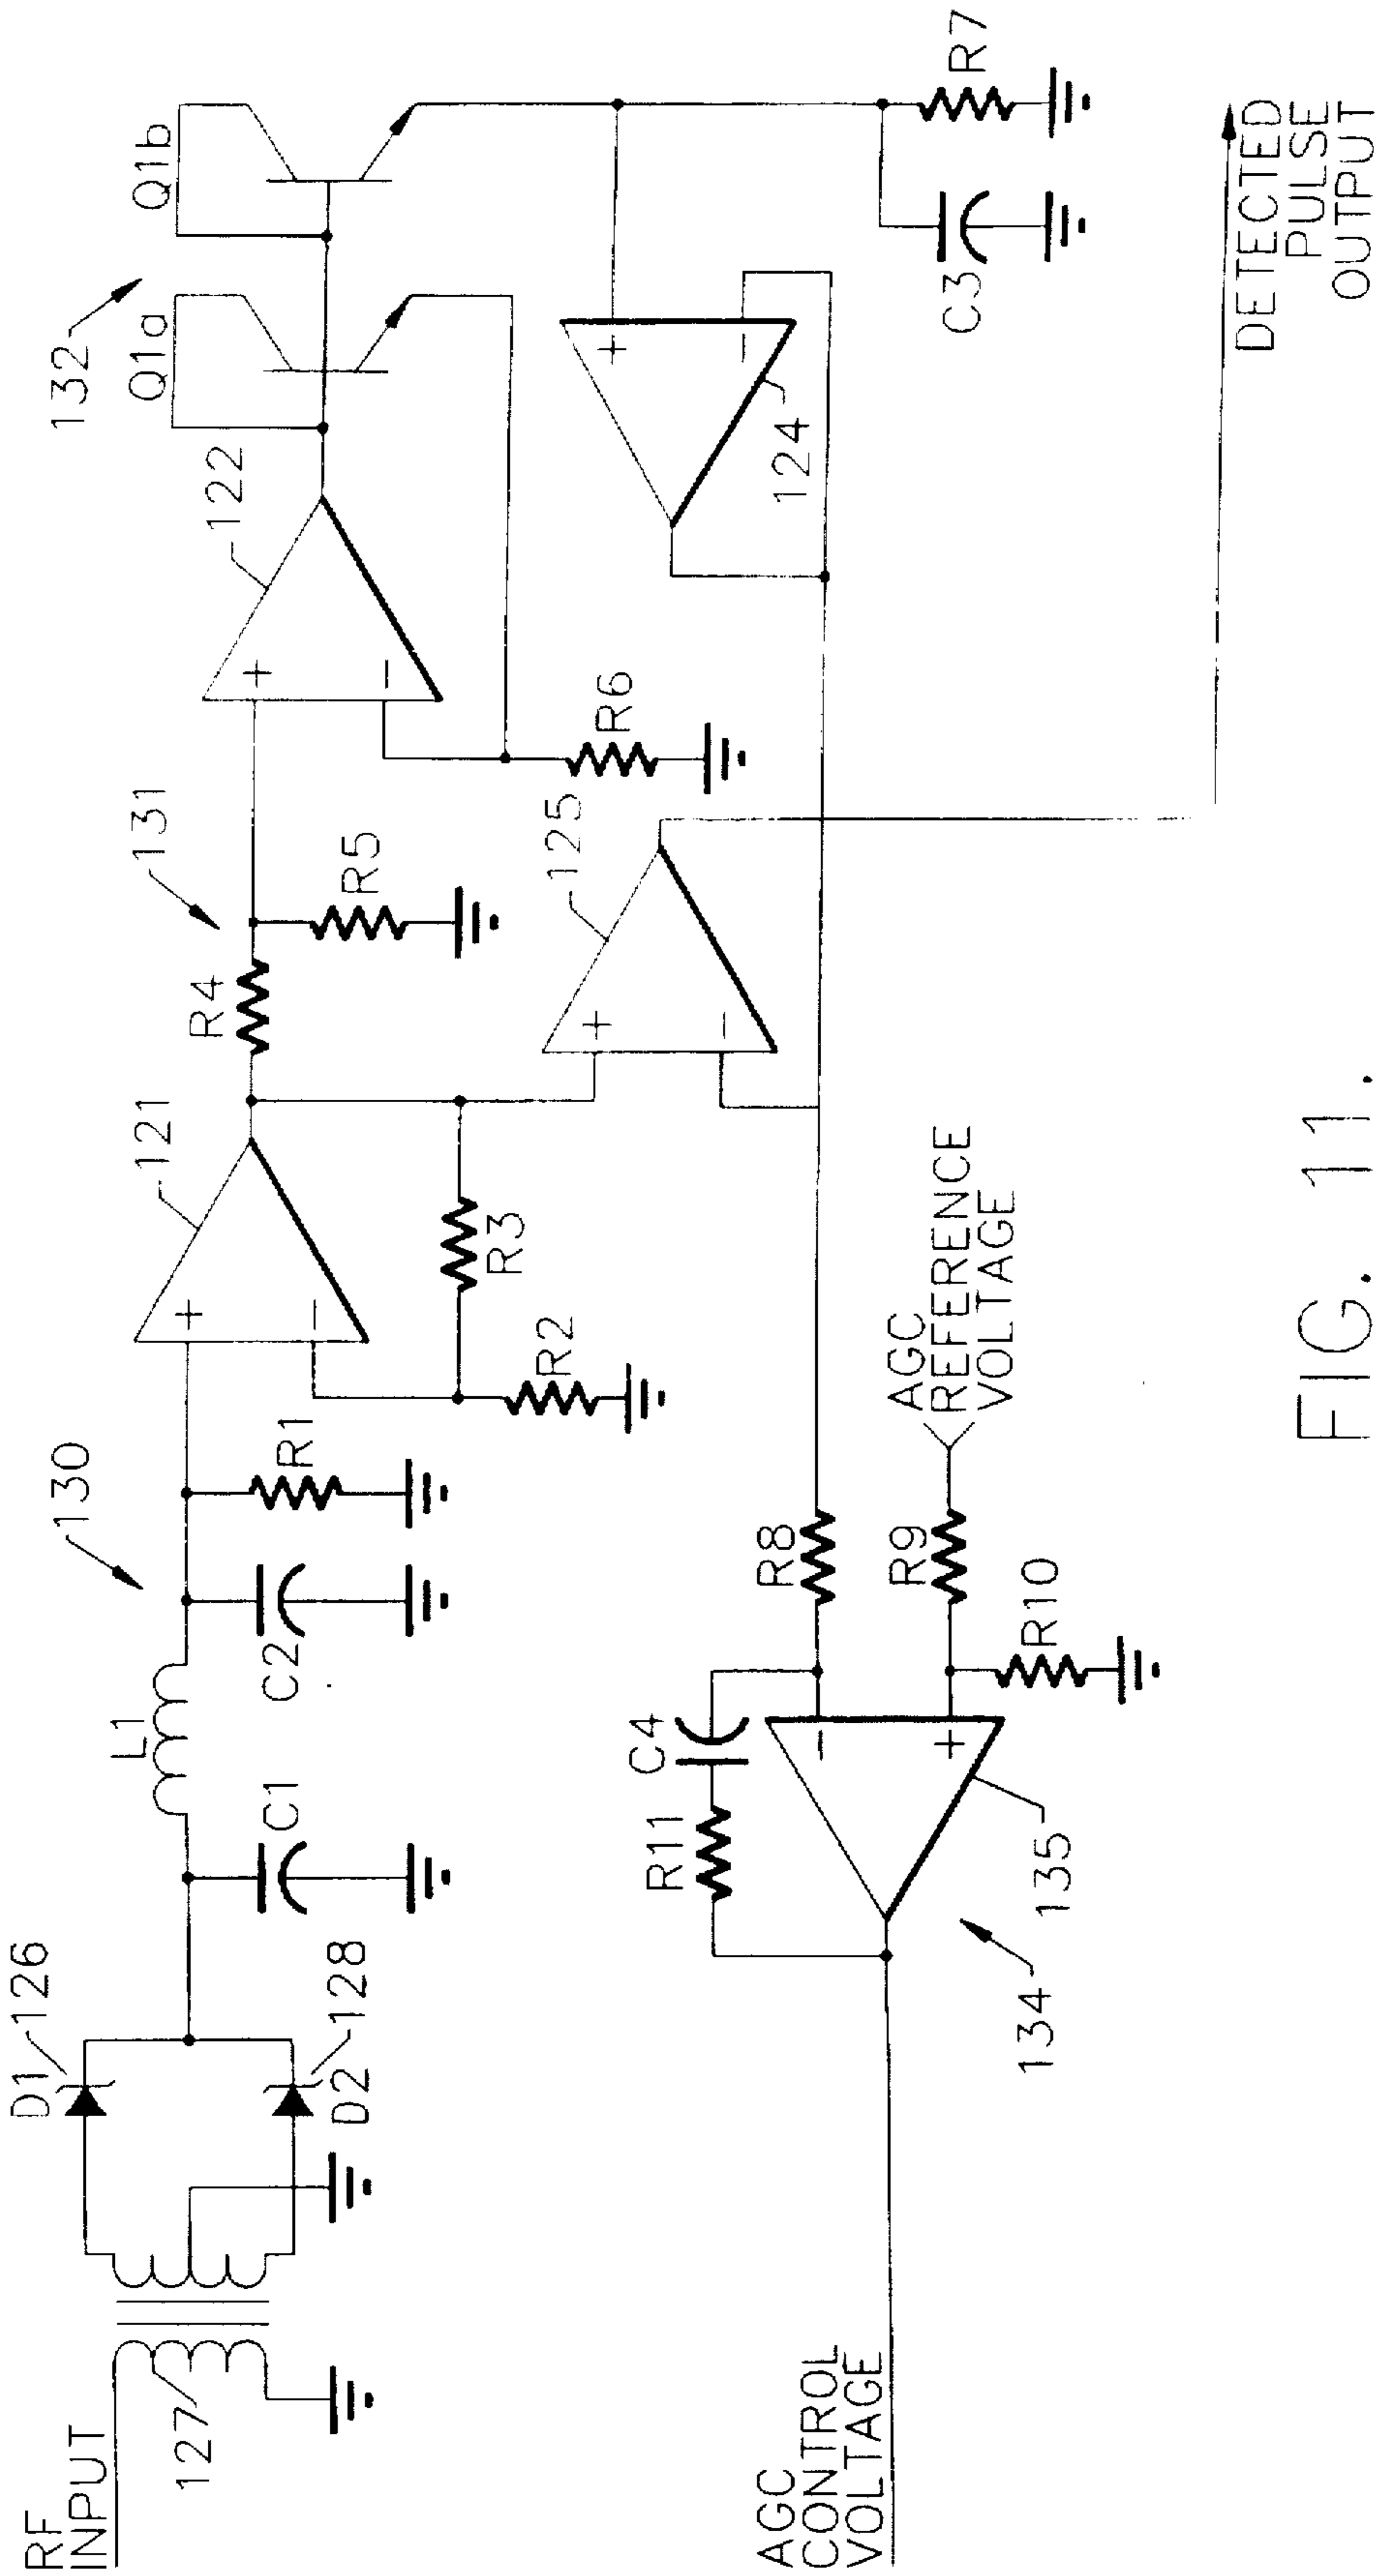 RF
INPUT
127
D1
126
128
D2
C1
L1
C2
130
R1
R2
R3
121
R4
131
R5
R6
122
132
Q1a
Q1b
125
124
C3
R7
+
−
+
−
+
−
+
−
AGC
CONTROL
VOLTAGE
134
135
R11
C4
−
+
R8
R9
R10
AGC
REFERENCE
VOLTAGE
DETECTED
PULSE
OUTPUT
FIG. 11.